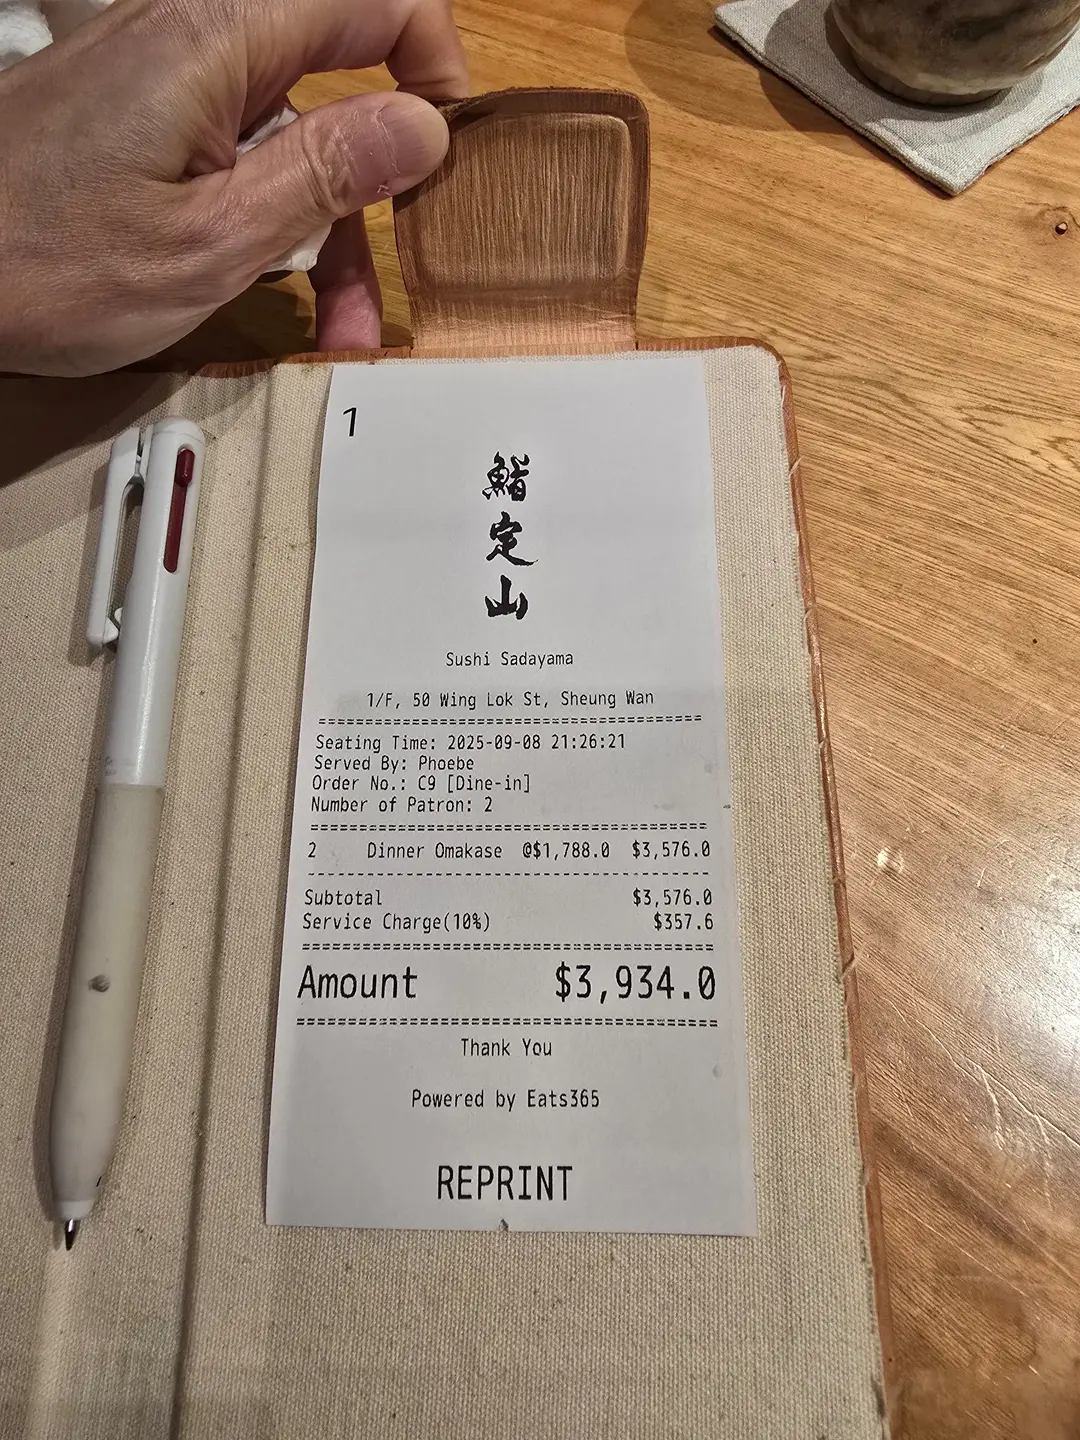 1
鮨
定
山
Sushi Sadayama
1/F, 50 Wing Lok St, Sheung Wan
Seating Time: 2025-09-08 21:26:21
Served By: Phoebe
Order No.: C9 [Dine-in]
Number of Patron: 2
2 Dinner Omakase @$1,788.0 $3,576.0
Subtotal $3,576.0
Service Charge(10%) $357.6
Amount $3,934.0
Thank You
Powered by Eats365
REPRINT